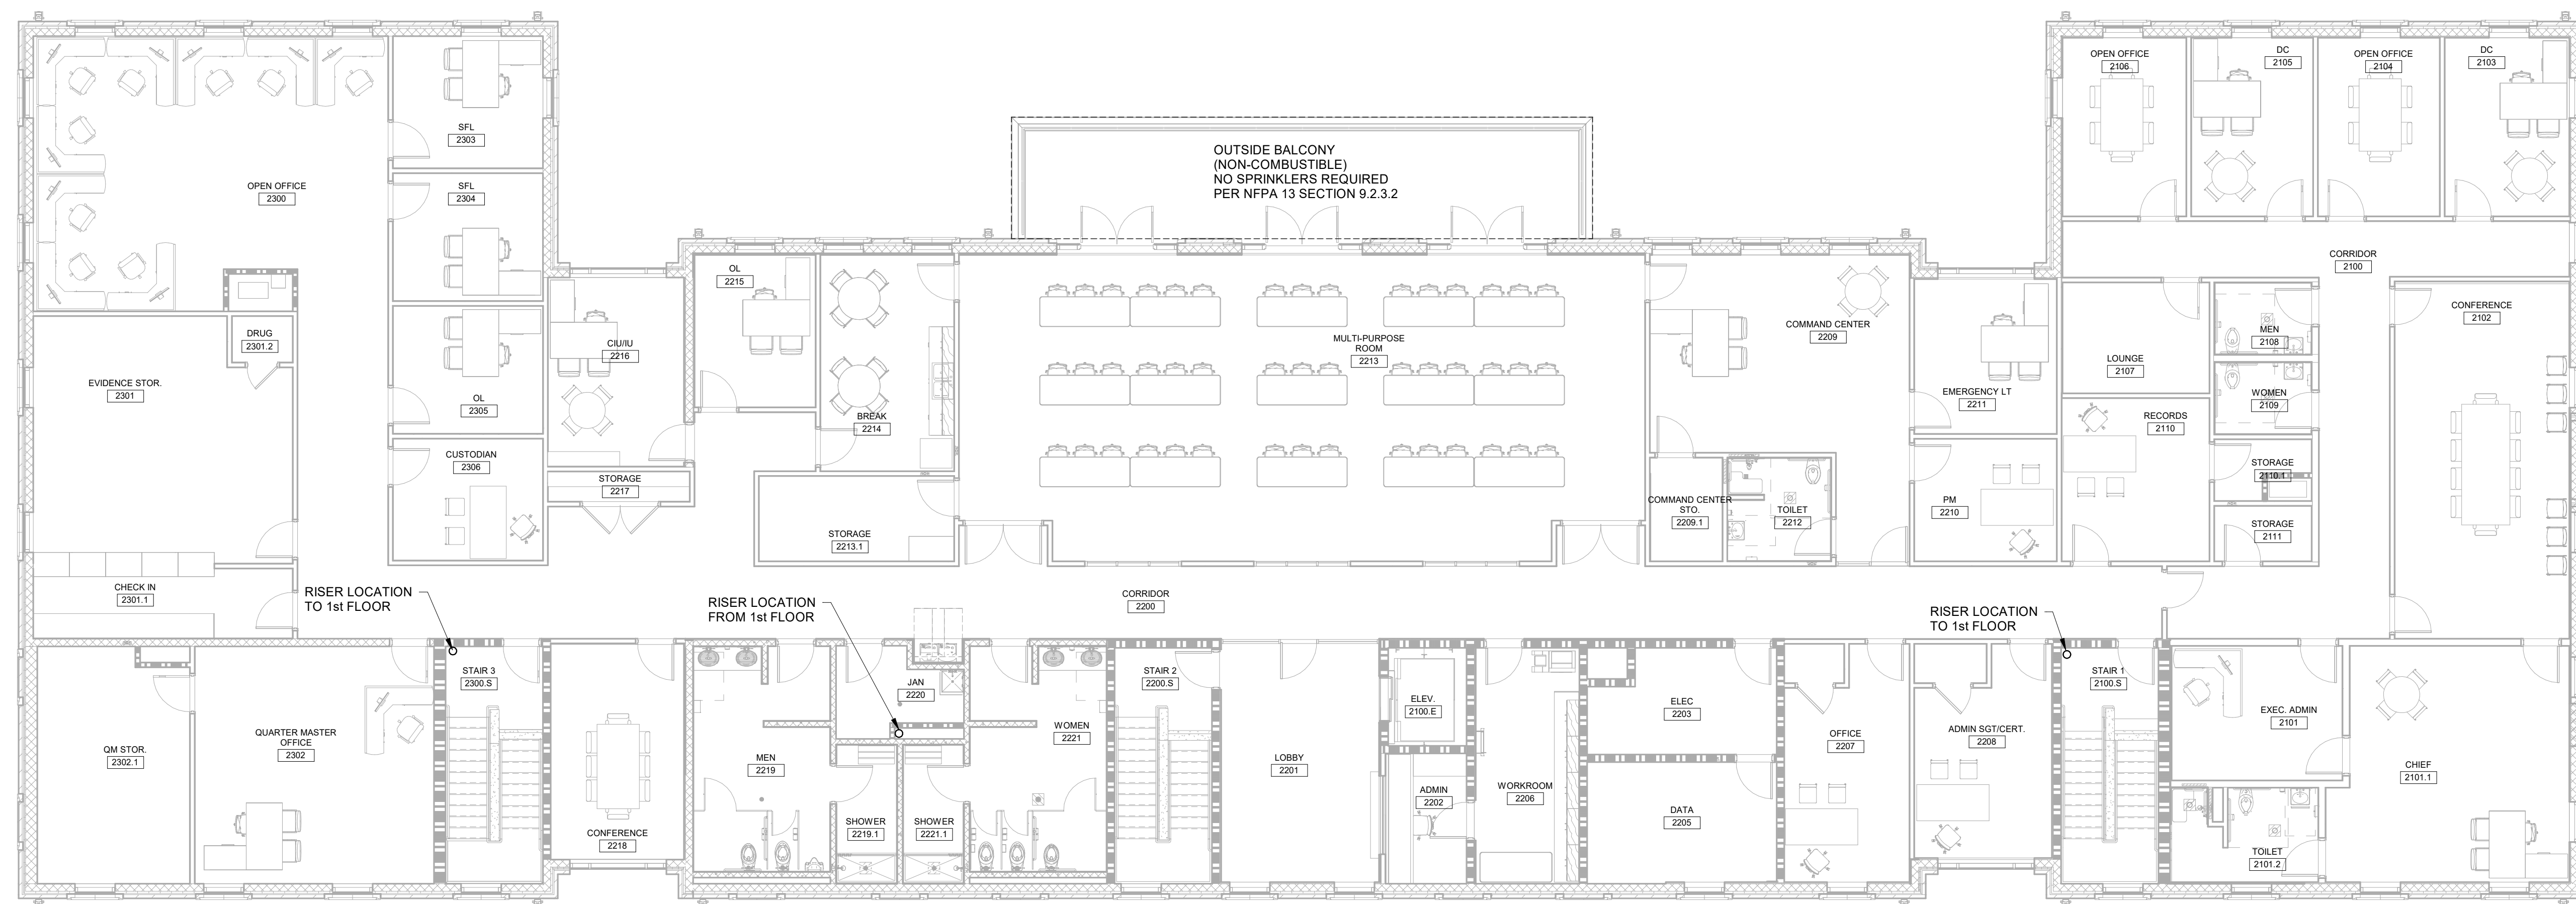 OPEN OFFICE
2106
DC
2105
OPEN OFFICE
2104
DC
2103
SFL
2303
OUTSIDE BALCONY
(NON-COMBUSTIBLE)
NO SPRINKLERS REQUIRED
PER NFPA 13 SECTION 9.2.3.2
OPEN OFFICE
2300
SFL
2304
CORRIDOR
2100
OL
2215
CONFERENCE
2102
DRUG
2301.2
CIU/IU
2216
MULTI-PURPOSE
ROOM
2213
COMMAND CENTER
2209
MEN
2108
LOUNGE
2107
EVIDENCE STOR.
2301
OL
2305
BREAK
2214
EMERGENCY LT
2211
WOMEN
2109
RECORDS
2110
CUSTODIAN
2306
STORAGE
2217
STORAGE
2110.1
COMMAND CENTER
STO.
2209.1
TOILET
2212
PM
2210
STORAGE
2111
STORAGE
2213.1
CHECK IN
2301.1
RISER LOCATION
TO 1st FLOOR
RISER LOCATION
FROM 1st FLOOR
CORRIDOR
2200
RISER LOCATION
TO 1st FLOOR
STAIR 3
2300.S
JAN
2220
STAIR 2
2200.S
ELEV.
2100.E
ELEC
2203
STAIR 1
2100.S
EXEC. ADMIN
2101
QM STOR.
2302.1
QUARTER MASTER
OFFICE
2302
WOMEN
2221
OFFICE
2207
ADMIN SGT/CERT.
2208
MEN
2219
LOBBY
2201
CHIEF
2101.1
ADMIN
2202
WORKROOM
2206
DATA
2205
CONFERENCE
2218
SHOWER
2219.1
SHOWER
2221.1
TOILET
2101.2